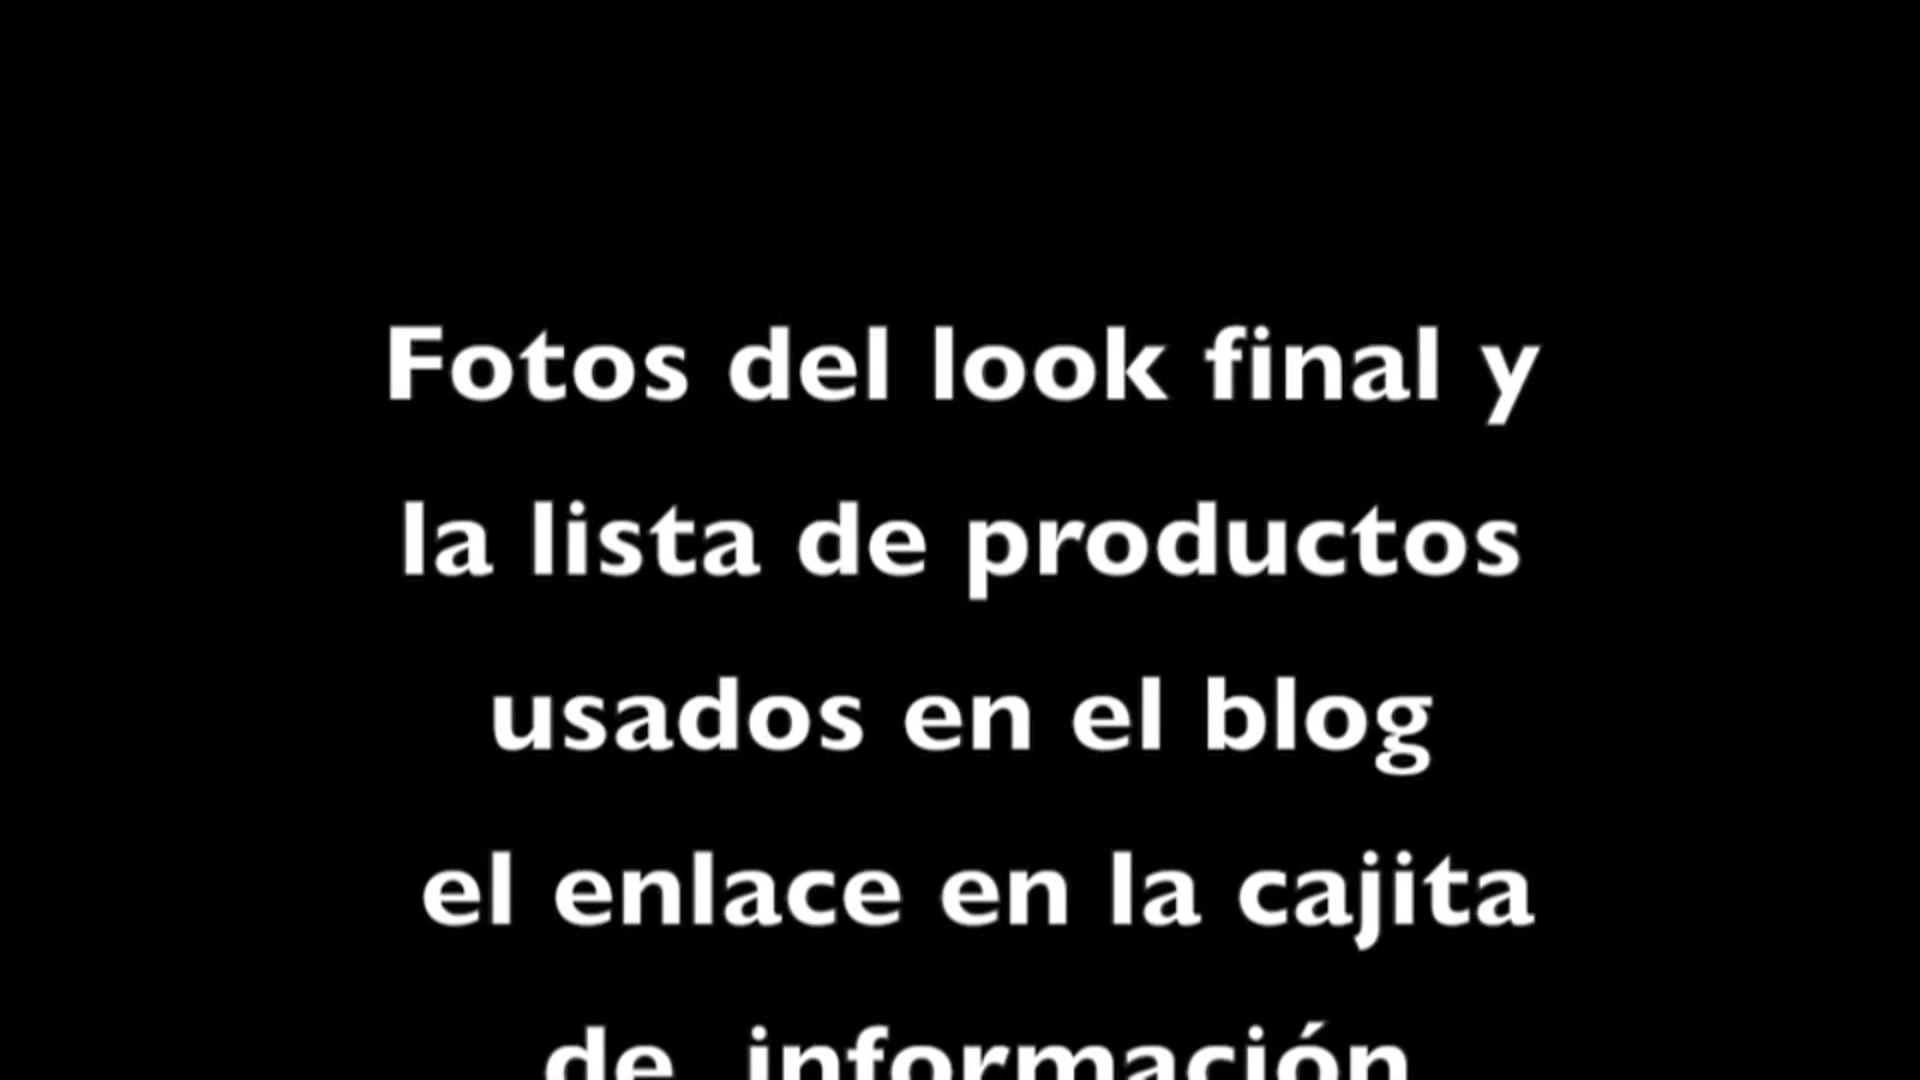 Fotos del look final y
la lista de productos
usados en el blog
el enlace en la cajita
de información